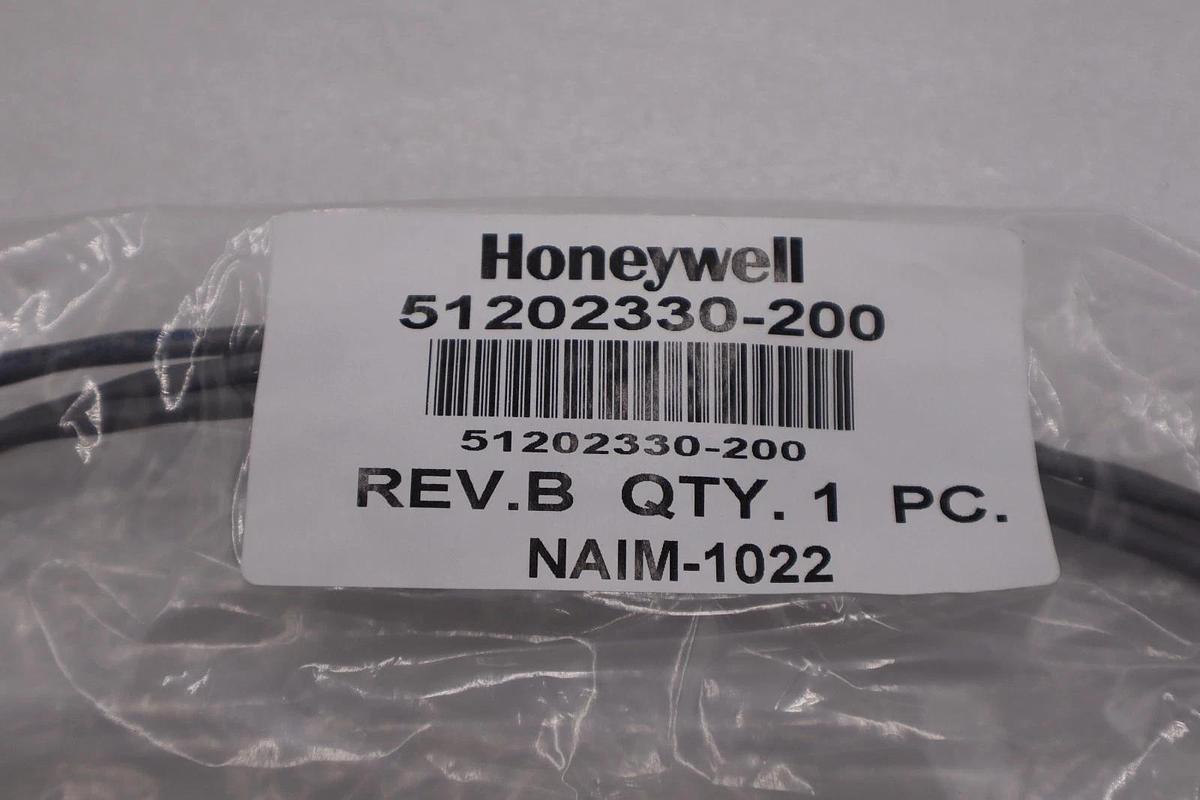 Honeywell
51202330-200
51202330-200
REV.B QTY. 1 PC.
NAIM-1022